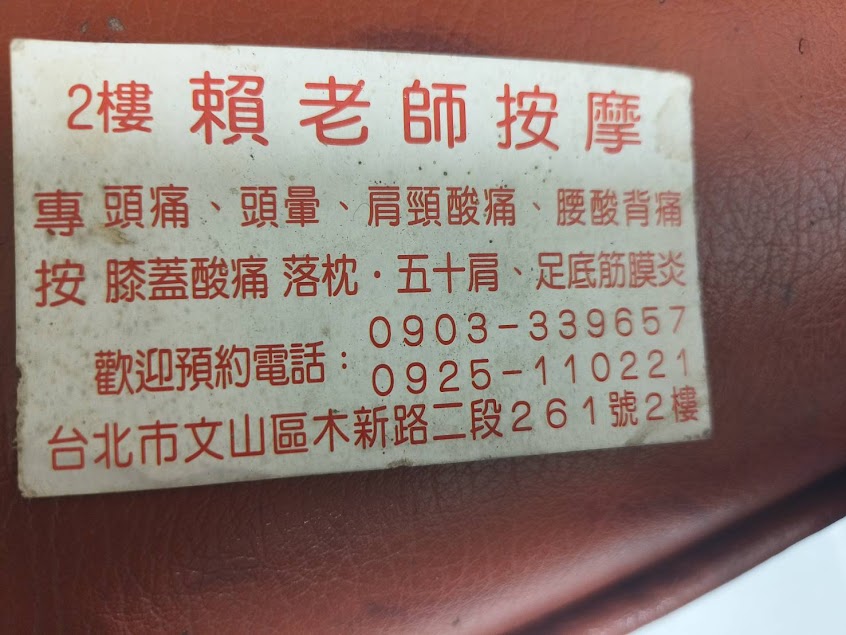 2樓 賴老師按摩
專 頭痛、頭暈、肩頸酸痛、腰酸背痛
按 膝蓋酸痛 落枕．五十肩、足底筋膜炎
歡迎預約電話：0903-339657
0925-110221
台北市文山區木新路二段261號2樓